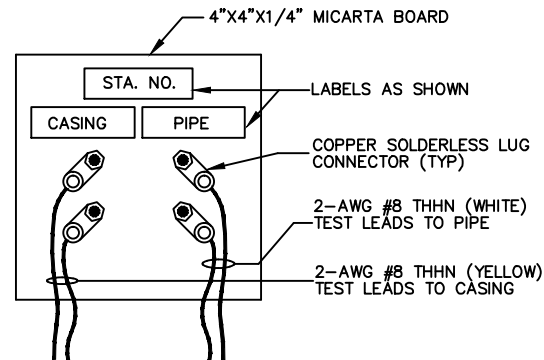 4”X4”X1/4” MICARTA BOARD
STA. NO.
LABELS AS SHOWN
CASING
PIPE
COPPER SOLDERLESS LUG
CONNECTOR (TYP)
2–AWG #8 THHN (WHITE)
TEST LEADS TO PIPE
2–AWG #8 THHN (YELLOW)
TEST LEADS TO CASING